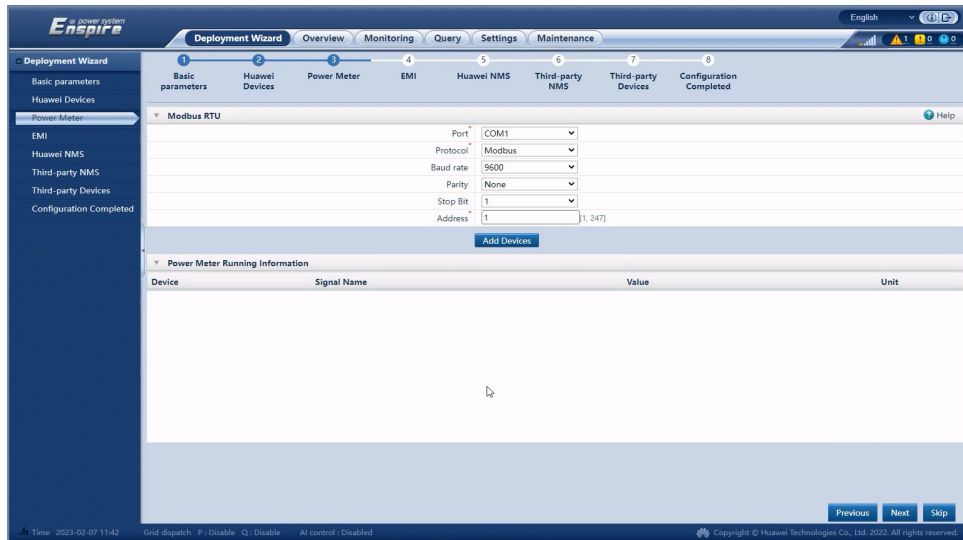 Enspire e power system
English
Deployment Wizard Overview Monitoring Query Settings Maintenance
1 0 0
Deployment Wizard
Basic parameters
Huawei Devices
Power Meter
EMI
Huawei NMS
Third-party NMS
Third-party Devices
Configuration Completed
1 2 3 4 5 6 7 8
Basic parameters
Huawei Devices
Power Meter
EMI
Huawei NMS
Third-party NMS
Third-party Devices
Configuration Completed
Modbus RTU
Help
Port * COM1
Protocol * Modbus
Baud rate 9600
Parity None
Stop Bit 1
Address * 1 [1, 247]
Add Devices
Power Meter Running Information
Device Signal Name Value Unit
Previous Next Skip
Time 2023-02-07 11:42 Grid dispatch P : Disable Q : Disable AI control : Disabled Copyright © Huawei Technologies Co., Ltd. 2022. All rights reserved.